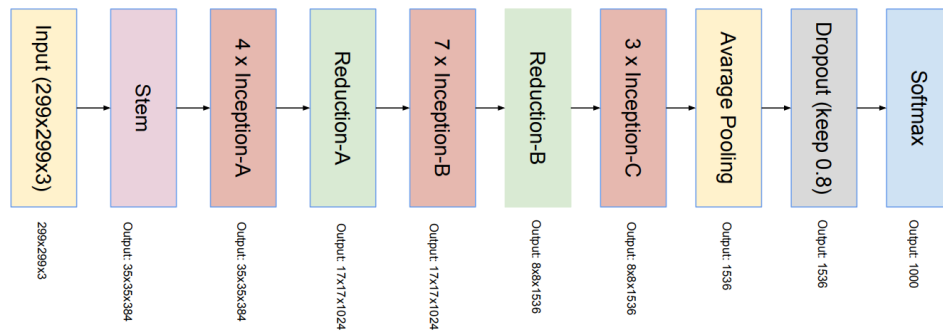 Input (299x299x3)
299x299x3
Stem
Output: 35x35x384
4 x Inception-A
Output: 35x35x384
Reduction-A
Output: 17x17x1024
7 x Inception-B
Output: 17x17x1024
Reduction-B
Output: 8x8x1536
3 x Inception-C
Output: 8x8x1536
Avarage Pooling
Output: 1536
Dropout (keep 0.8)
Output: 1536
Softmax
Output: 1000